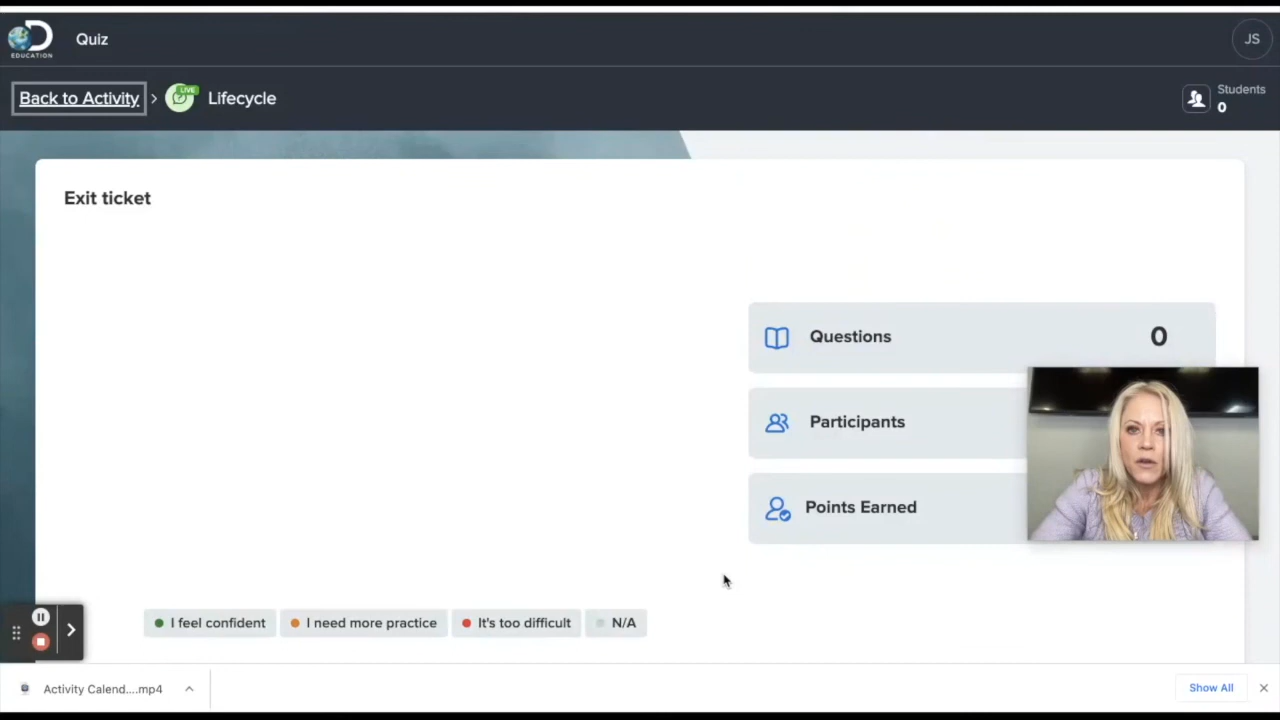 EDUCATION
Quiz
JS
Back to Activity
LIVE
Lifecycle
Students
0
Exit ticket
Questions
0
Participants
Points Earned
I feel confident
I need more practice
It's too difficult
N/A
Activity Calend....mp4
Show All